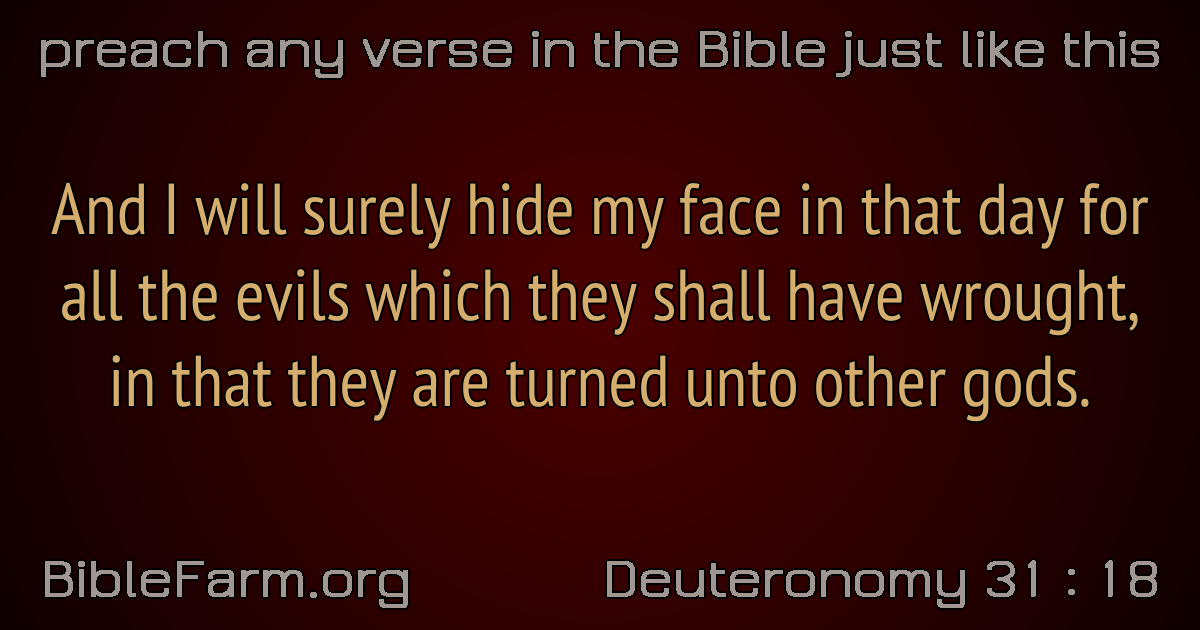 preach any verse in the Bible just like this
And I will surely hide my face in that day for
all the evils which they shall have wrought,
in that they are turned unto other gods.
BibleFarm.org
Deuteronomy 31 : 18